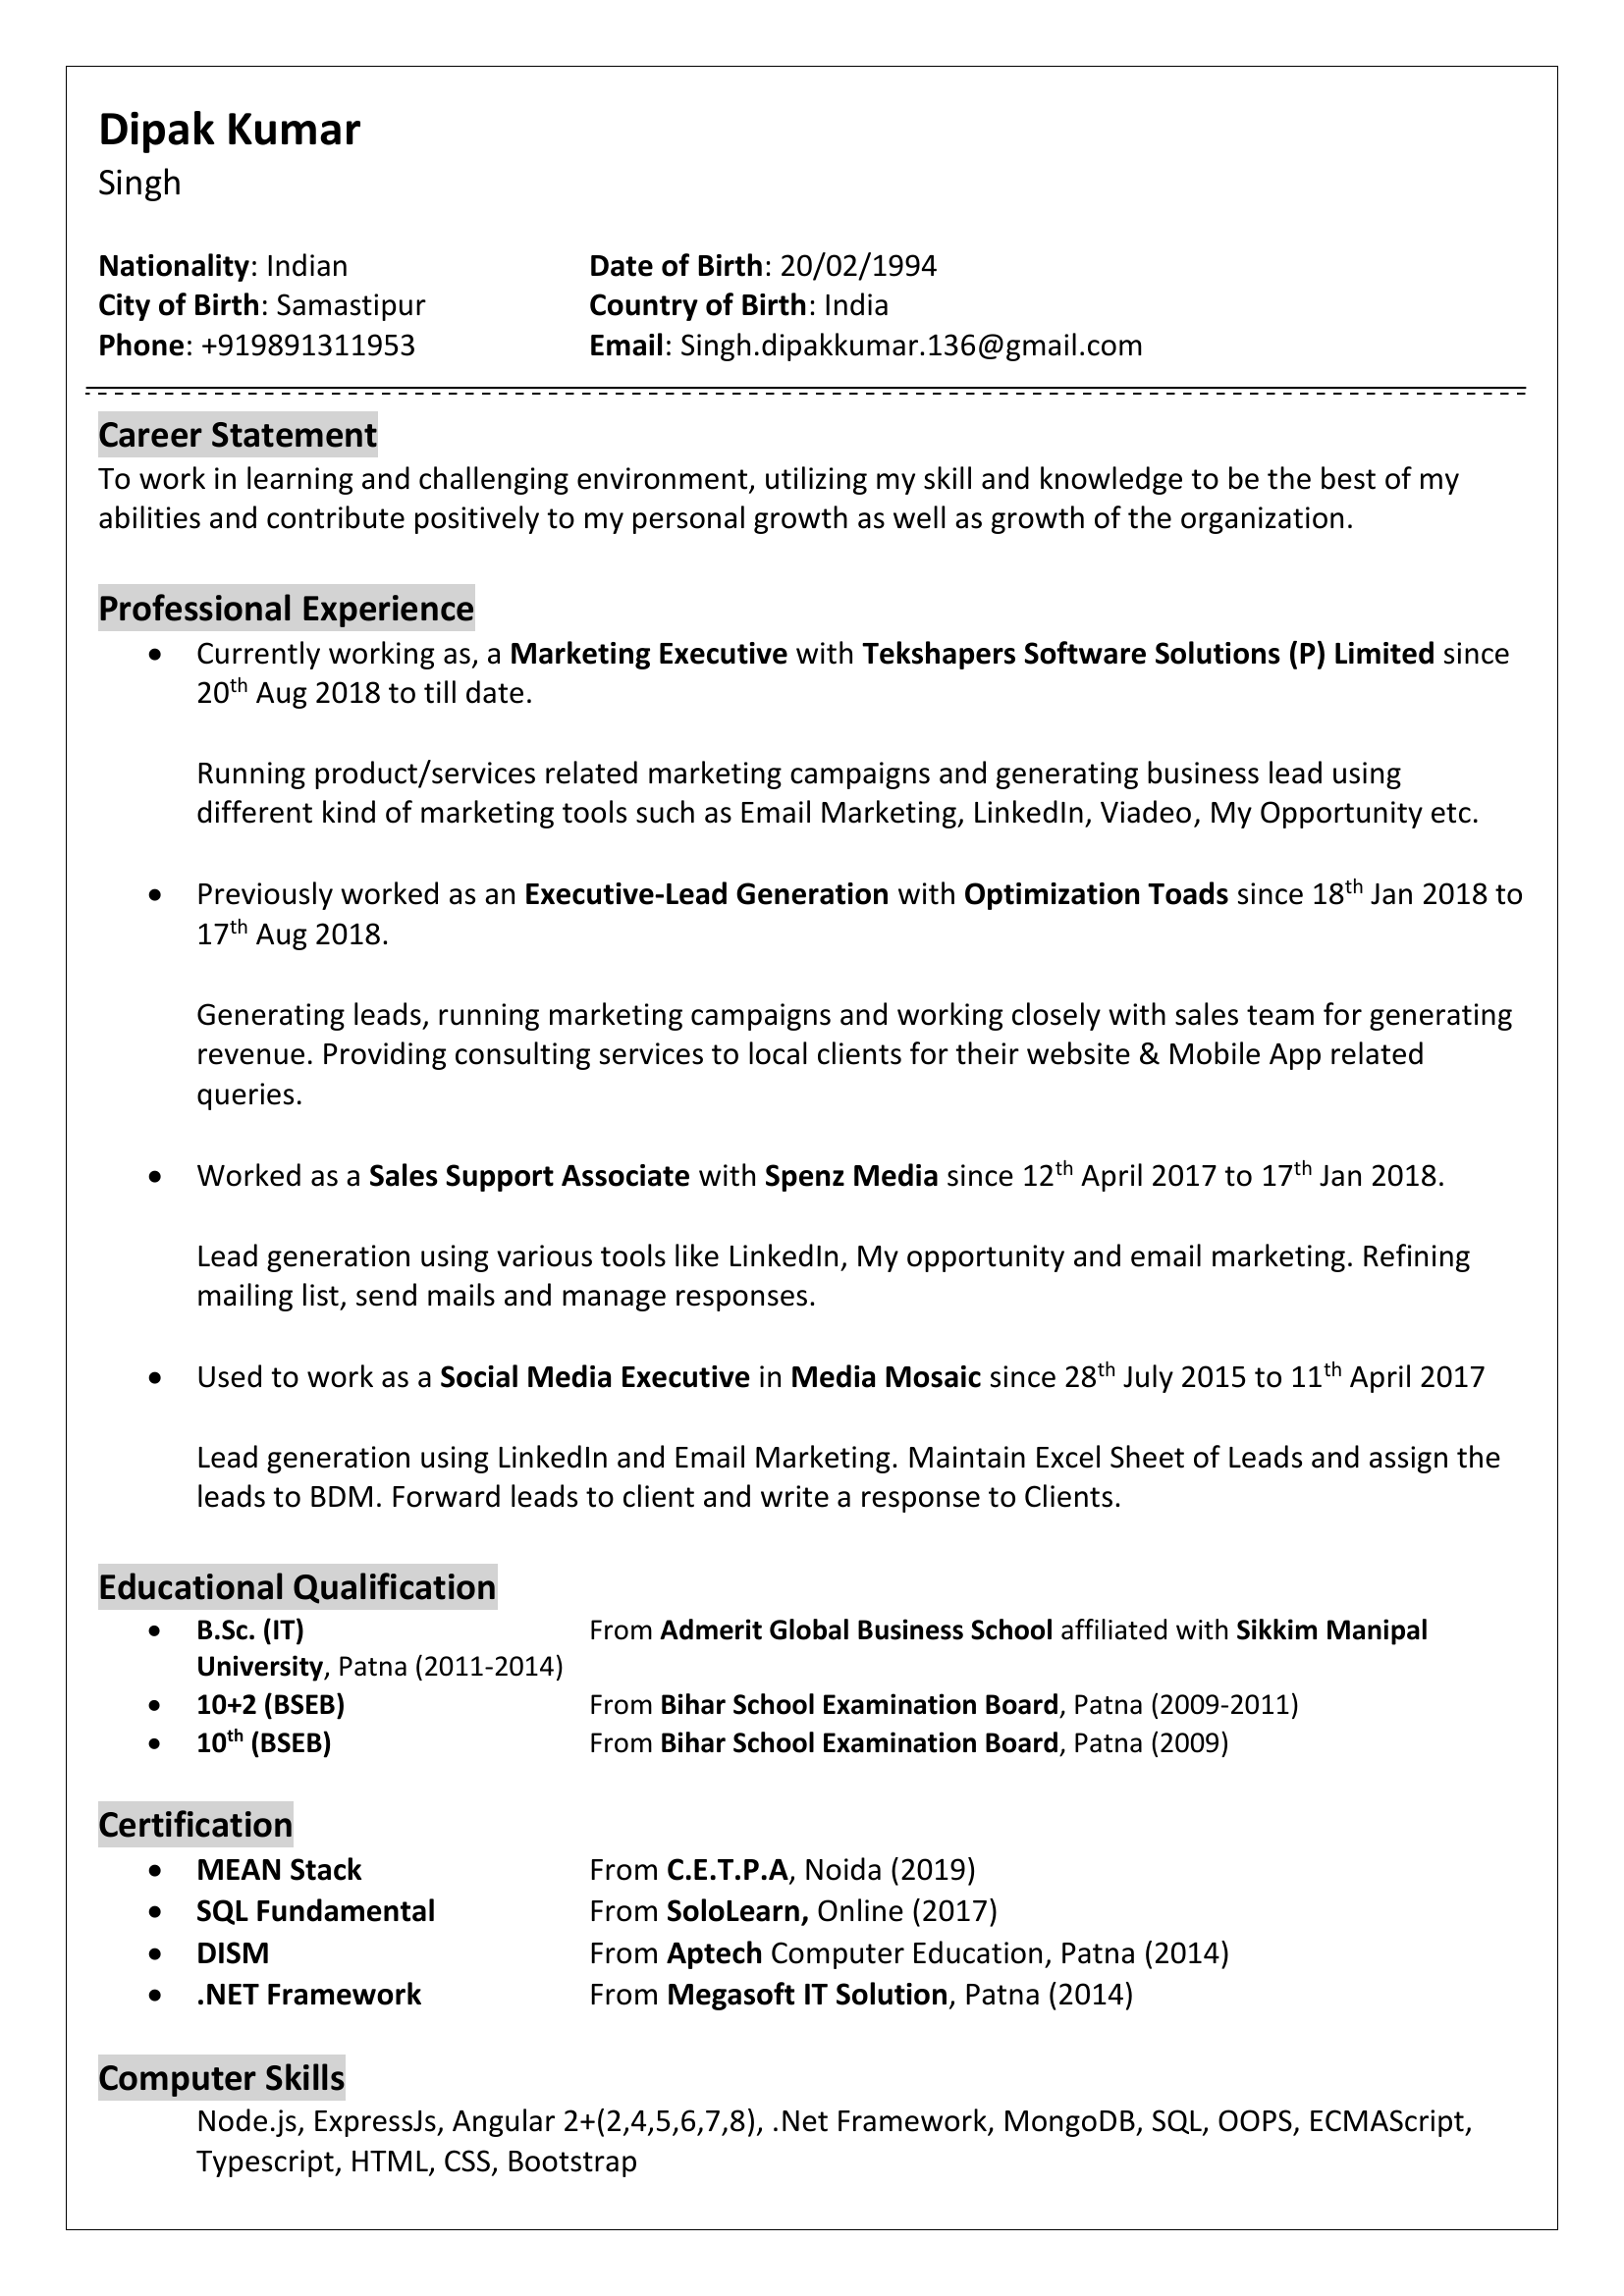 Dipak Kumar
Singh
Nationality: Indian Date of Birth: 20/02/1994
City of Birth: Samastipur Country of Birth: India
Phone: +919891311953 Email: Singh.dipakkumar.136@gmail.com
Career Statement
To work in learning and challenging environment, utilizing my skill and knowledge to be the best of my
abilities and contribute positively to my personal growth as well as growth of the organization.
Professional Experience
• Currently working as, a Marketing Executive with Tekshapers Software Solutions (P) Limited since
20th Aug 2018 to till date.
Running product/services related marketing campaigns and generating business lead using
different kind of marketing tools such as Email Marketing, LinkedIn, Viadeo, My Opportunity etc.
• Previously worked as an Executive-Lead Generation with Optimization Toads since 18th Jan 2018 to
17th Aug 2018.
Generating leads, running marketing campaigns and working closely with sales team for generating
revenue. Providing consulting services to local clients for their website & Mobile App related
queries.
• Worked as a Sales Support Associate with Spenz Media since 12th April 2017 to 17th Jan 2018.
Lead generation using various tools like LinkedIn, My opportunity and email marketing. Refining
mailing list, send mails and manage responses.
• Used to work as a Social Media Executive in Media Mosaic since 28th July 2015 to 11th April 2017
Lead generation using LinkedIn and Email Marketing. Maintain Excel Sheet of Leads and assign the
leads to BDM. Forward leads to client and write a response to Clients.
Educational Qualification
• B.Sc. (IT) From Admerit Global Business School affiliated with Sikkim Manipal
University, Patna (2011-2014)
• 10+2 (BSEB) From Bihar School Examination Board, Patna (2009-2011)
• 10th (BSEB) From Bihar School Examination Board, Patna (2009)
Certification
• MEAN Stack From C.E.T.P.A, Noida (2019)
• SQL Fundamental From SoloLearn, Online (2017)
• DISM From Aptech Computer Education, Patna (2014)
• .NET Framework From Megasoft IT Solution, Patna (2014)
Computer Skills
Node.js, ExpressJs, Angular 2+(2,4,5,6,7,8), .Net Framework, MongoDB, SQL, OOPS, ECMAScript,
Typescript, HTML, CSS, Bootstrap